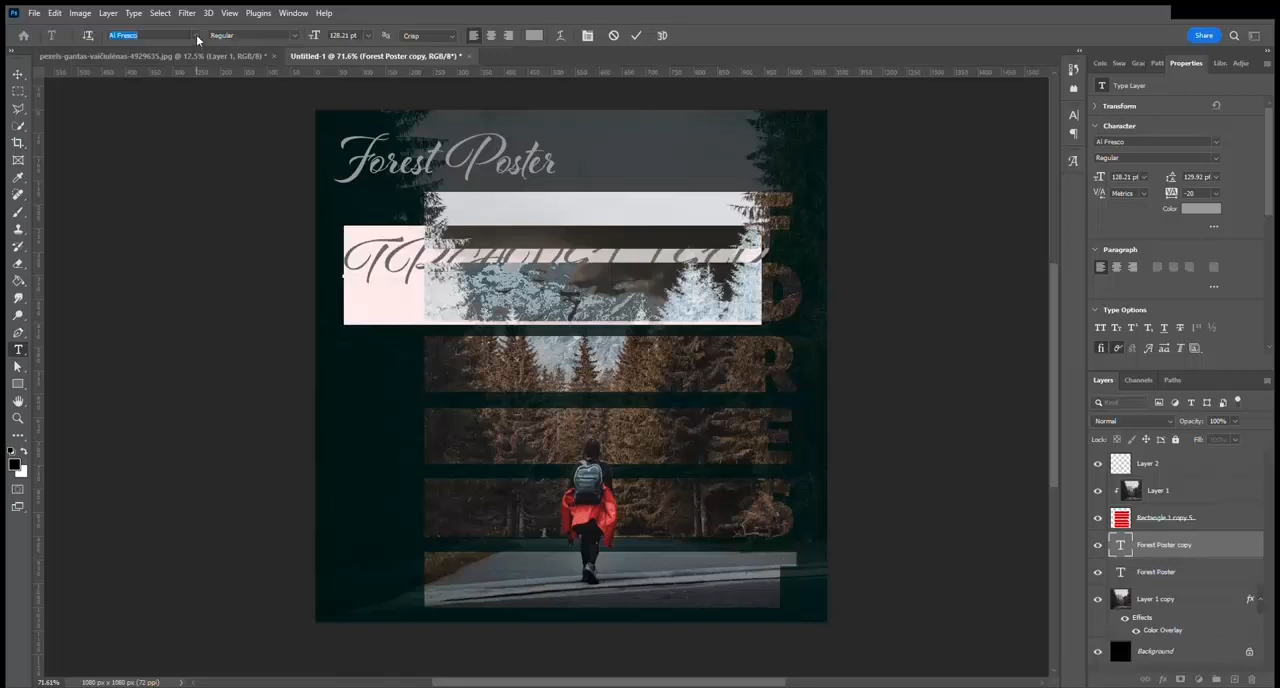 Ps File Edit Image Layer Type Select Filter 3D View Plugins Window Help
Al Fresco Regular 128.21 pt Crisp 3D Share
pexels-gantas-vaičiulėnas-4929635.jpg @ 12.5% (Layer 1, RGB/8) * × Untitled-1 @ 71.6% (Forest Poster copy, RGB/8*) * ×
Properties
Type Layer
Transform
Character
Al Fresco
Regular
128.21 pt 129.92 pt
Metrics -20
Color
Paragraph
Type Options
Layers Channels Paths
Kind
Normal Opacity: 100%
Lock: Fill: 100%
Layer 2
Layer 1
Rectangle 1 copy 5
Forest Poster copy
Forest Poster
Layer 1 copy fx
Effects
Color Overlay
Background
Forest Poster
71.61% 1080 px x 1080 px (72 ppi)